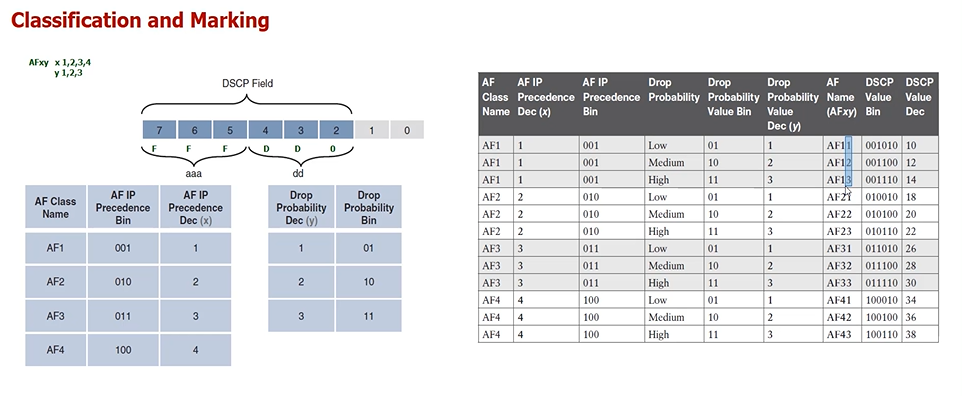 Classification and Marking
AFxy x 1,2,3,4
y 1,2,3
DSCP Field
7 6 5 4 3 2 1 0
F F F D D 0
aaa dd
AF Class Name AF IP Precedence Bin AF IP Precedence Dec (x)
AF1 001 1
AF2 010 2
AF3 011 3
AF4 100 4
Drop Probability Dec (y) Drop Probability Bin
1 01
2 10
3 11
AF Class Name AF IP Precedence Dec (x) AF IP Precedence Bin Drop Probability Drop Probability Value Bin Drop Probability Value Dec (y) AF Name (AFxy) DSCP Value Bin DSCP Value Dec
AF1 1 001 Low 01 1 AF11 001010 10
AF1 1 001 Medium 10 2 AF12 001100 12
AF1 1 001 High 11 3 AF13 001110 14
AF2 2 010 Low 01 1 AF21 010010 18
AF2 2 010 Medium 10 2 AF22 010100 20
AF2 2 010 High 11 3 AF23 010110 22
AF3 3 011 Low 01 1 AF31 011010 26
AF3 3 011 Medium 10 2 AF32 011100 28
AF3 3 011 High 11 3 AF33 011110 30
AF4 4 100 Low 01 1 AF41 100010 34
AF4 4 100 Medium 10 2 AF42 100100 36
AF4 4 100 High 11 3 AF43 100110 38